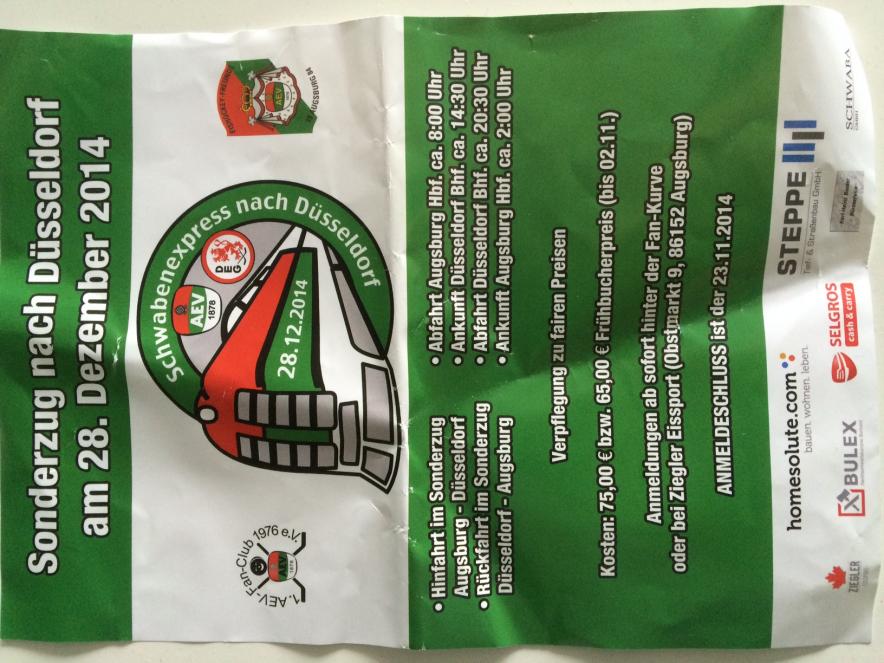 Sonderzug nach Düsseldorf
am 28. Dezember 2014
1. AEV-Fan-Club 1976 e.V.
AEV
1878
Schwabenexpress nach Düsseldorf
AEV
1878
DEG
28.12.2014
AEV
• Hinfahrt im Sonderzug
Augsburg - Düsseldorf
• Rückfahrt im Sonderzug
Düsseldorf - Augsburg
• Abfahrt Augsburg Hbf. ca. 8:00 Uhr
• Ankunft Düsseldorf Bhf. ca. 14:30 Uhr
• Abfahrt Düsseldorf Bhf. ca. 20:30 Uhr
• Ankunft Augsburg Hbf. ca. 2:00 Uhr
Verpflegung zu fairen Preisen
Kosten: 75,00 € bzw. 65,00 € Frühbucherpreis (bis 02.11.)
Anmeldungen ab sofort hinter der Fan-Kurve
oder bei Ziegler Eissport (Obstmarkt 9, 86152 Augsburg)
ANMELDESCHLUSS ist der 23.11.2014
homesolute.com
bauen. wohnen. leben.
STEPPE
Tief- & Straßenbau GmbH
ZIEGLER
BULEX
SELGROS
cash & carry
SCHWABA
GMBH